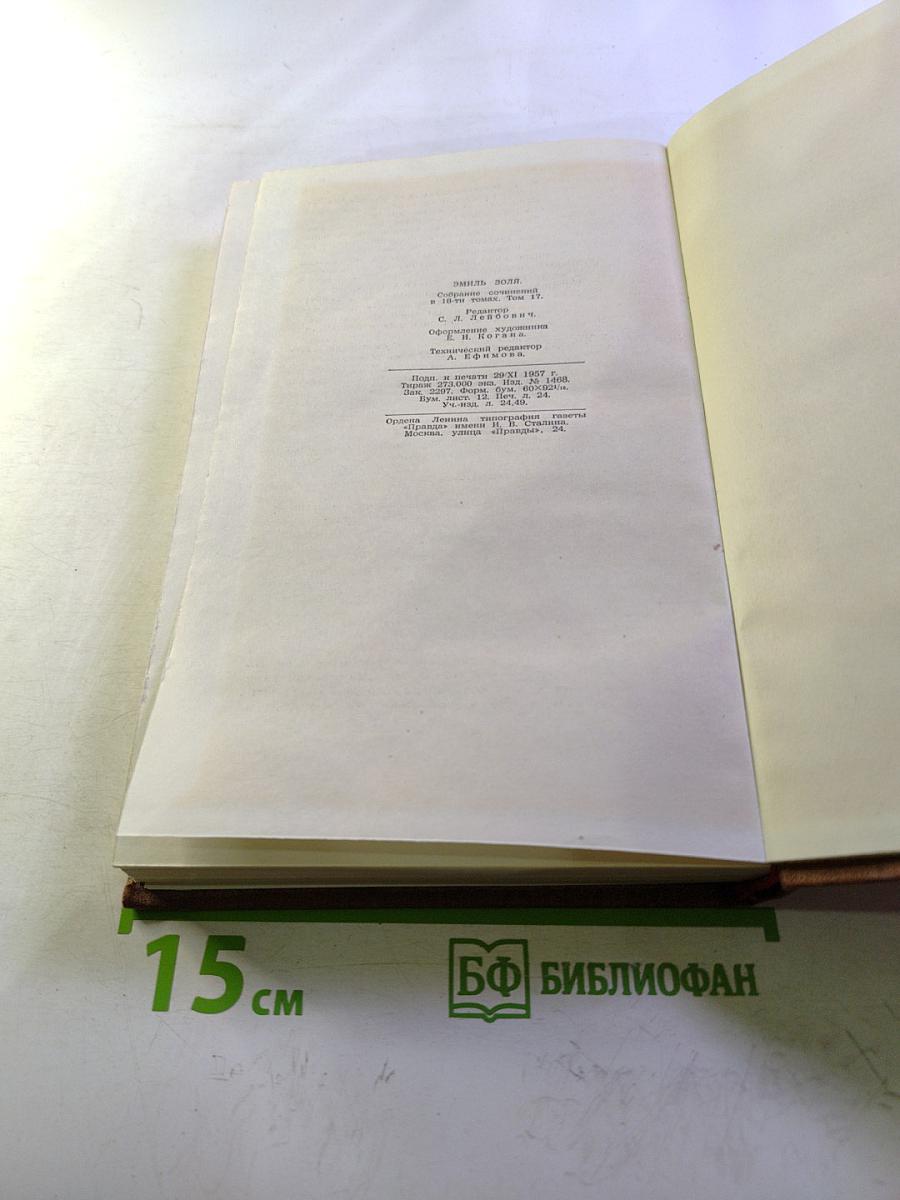 ЭМИЛЬ ЗОЛЯ.
Собрание сочинений
в 18-ти томах. Том 17.
Редактор
С. Л. Лейбович.
Оформление художника
Е. И. Когана.
Технический редактор
А. Ефимова.
Подп. к печати 29/XI 1957 г.
Тираж 273.000 экз. Изд. № 1468.
Зак. 2297. Форм. бум. 60×92¹/₁₆.
Бум. лист. 12. Печ. л. 24.
Уч.-изд. л. 24,49.
Ордена Ленина типография газеты
«Правда» имени И. В. Сталина.
Москва, улица «Правды», 24.
15 см
БФ БИБЛИОФАН